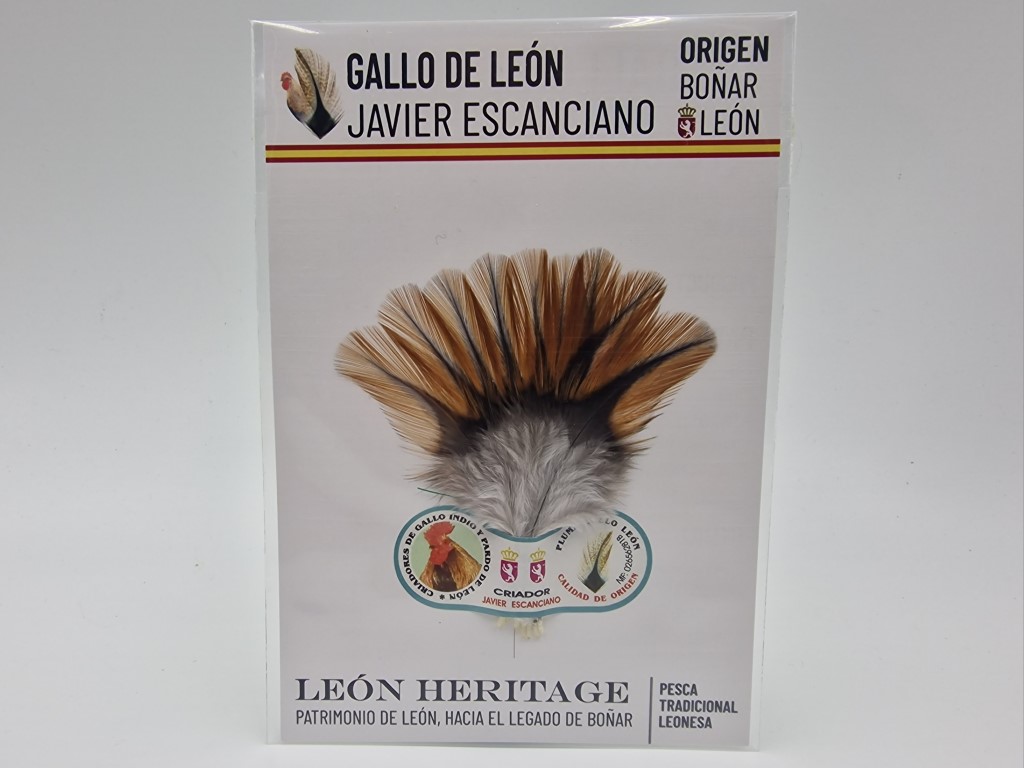 GALLO DE LEÓN
JAVIER ESCANCIANO
ORIGEN
BOÑAR
LEÓN
CRIADORES DE GALLO INDIO Y PARDO DE LEÓN *
CRIADOR
JAVIER ESCANCIANO
LEÓN
CALIDAD DE ORIGEN
LEÓN HERITAGE
PATRIMONIO DE LEÓN, HACIA EL LEGADO DE BOÑAR
PESCA
TRADICIONAL
LEONESA